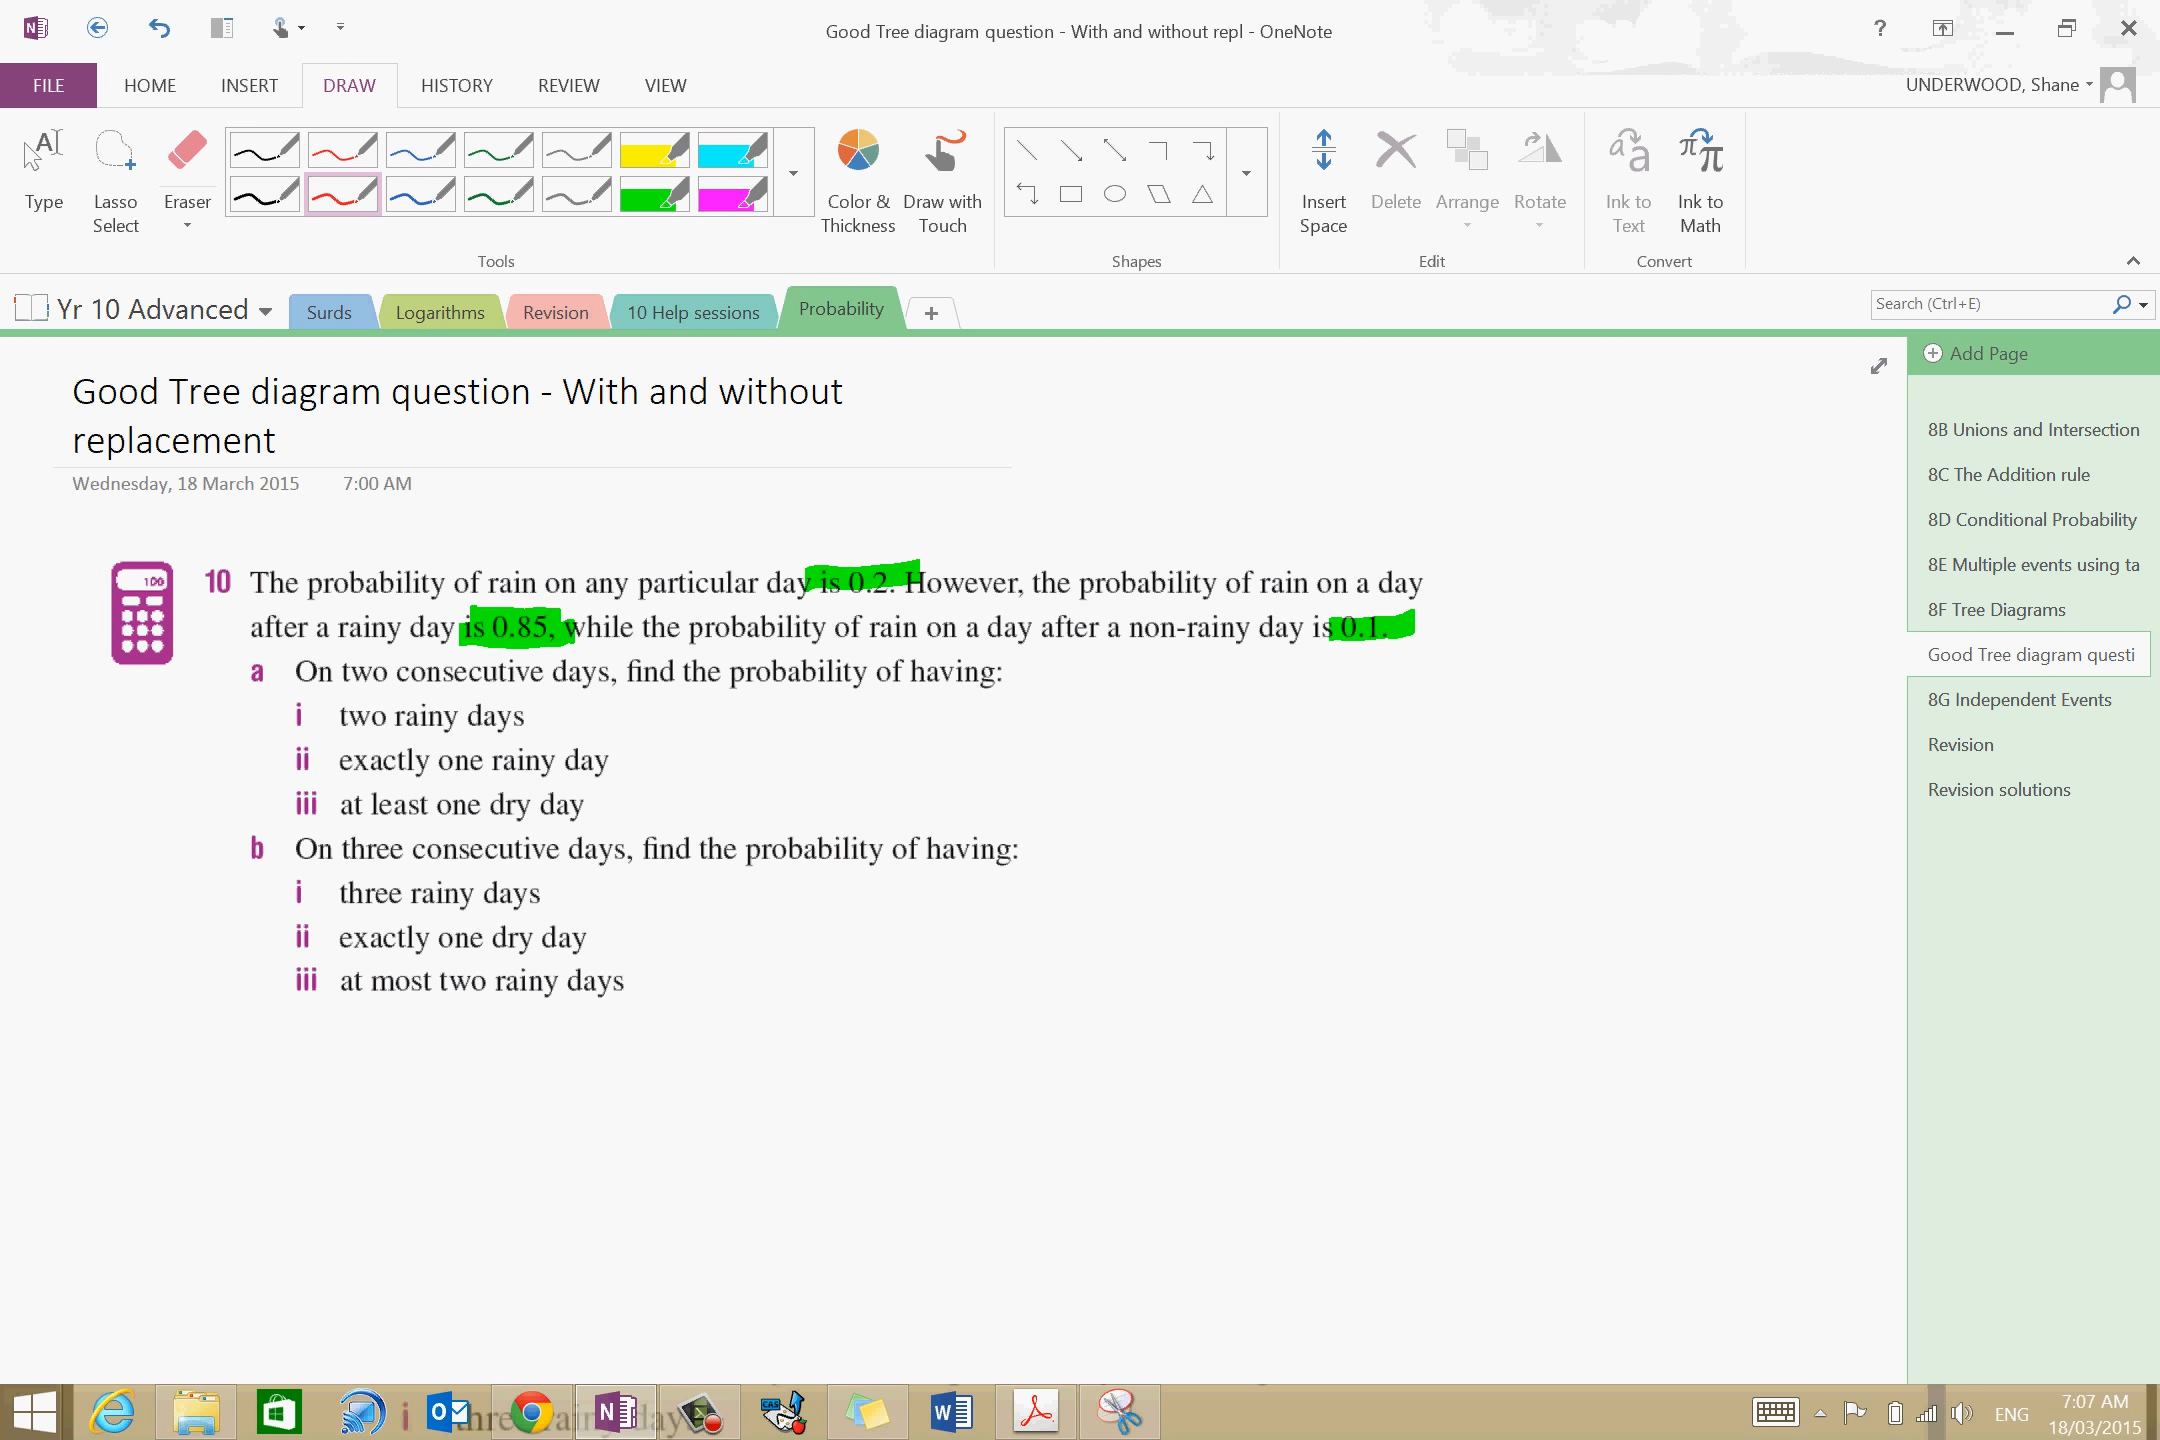 Good Tree diagram question - With and without repl - OneNote
?
FILE HOME INSERT DRAW HISTORY REVIEW VIEW
UNDERWOOD, Shane
Type
Lasso Select
Eraser
Color & Thickness
Draw with Touch
Insert Space
Delete
Arrange
Rotate
Ink to Text
Ink to Math
Tools
Shapes
Edit
Convert
Yr 10 Advanced
Surds
Logarithms
Revision
10 Help sessions
Probability
+
Search (Ctrl+E)
Add Page
8B Unions and Intersection
8C The Addition rule
8D Conditional Probability
8E Multiple events using ta
8F Tree Diagrams
Good Tree diagram questi
8G Independent Events
Revision
Revision solutions
Good Tree diagram question - With and without
replacement
Wednesday, 18 March 2015 7:00 AM
10 The probability of rain on any particular day is 0.2. However, the probability of rain on a day
after a rainy day is 0.85, while the probability of rain on a day after a non-rainy day is 0.1.
a On two consecutive days, find the probability of having:
i two rainy days
ii exactly one rainy day
iii at least one dry day
b On three consecutive days, find the probability of having:
i three rainy days
ii exactly one dry day
iii at most two rainy days
ENG
7:07 AM
18/03/2015